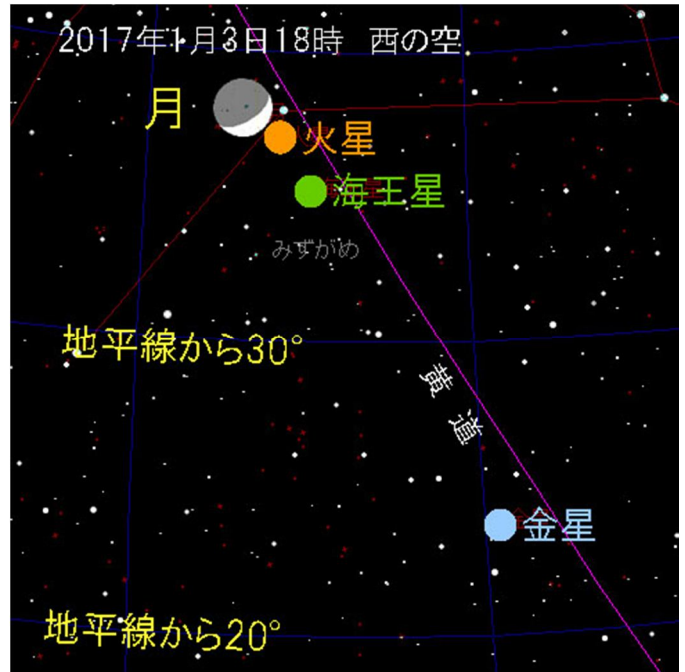 2017年1月3日18時 西の空
月
火星
海王星
みずがめ
地平線から30°
黄道
金星
地平線から20°